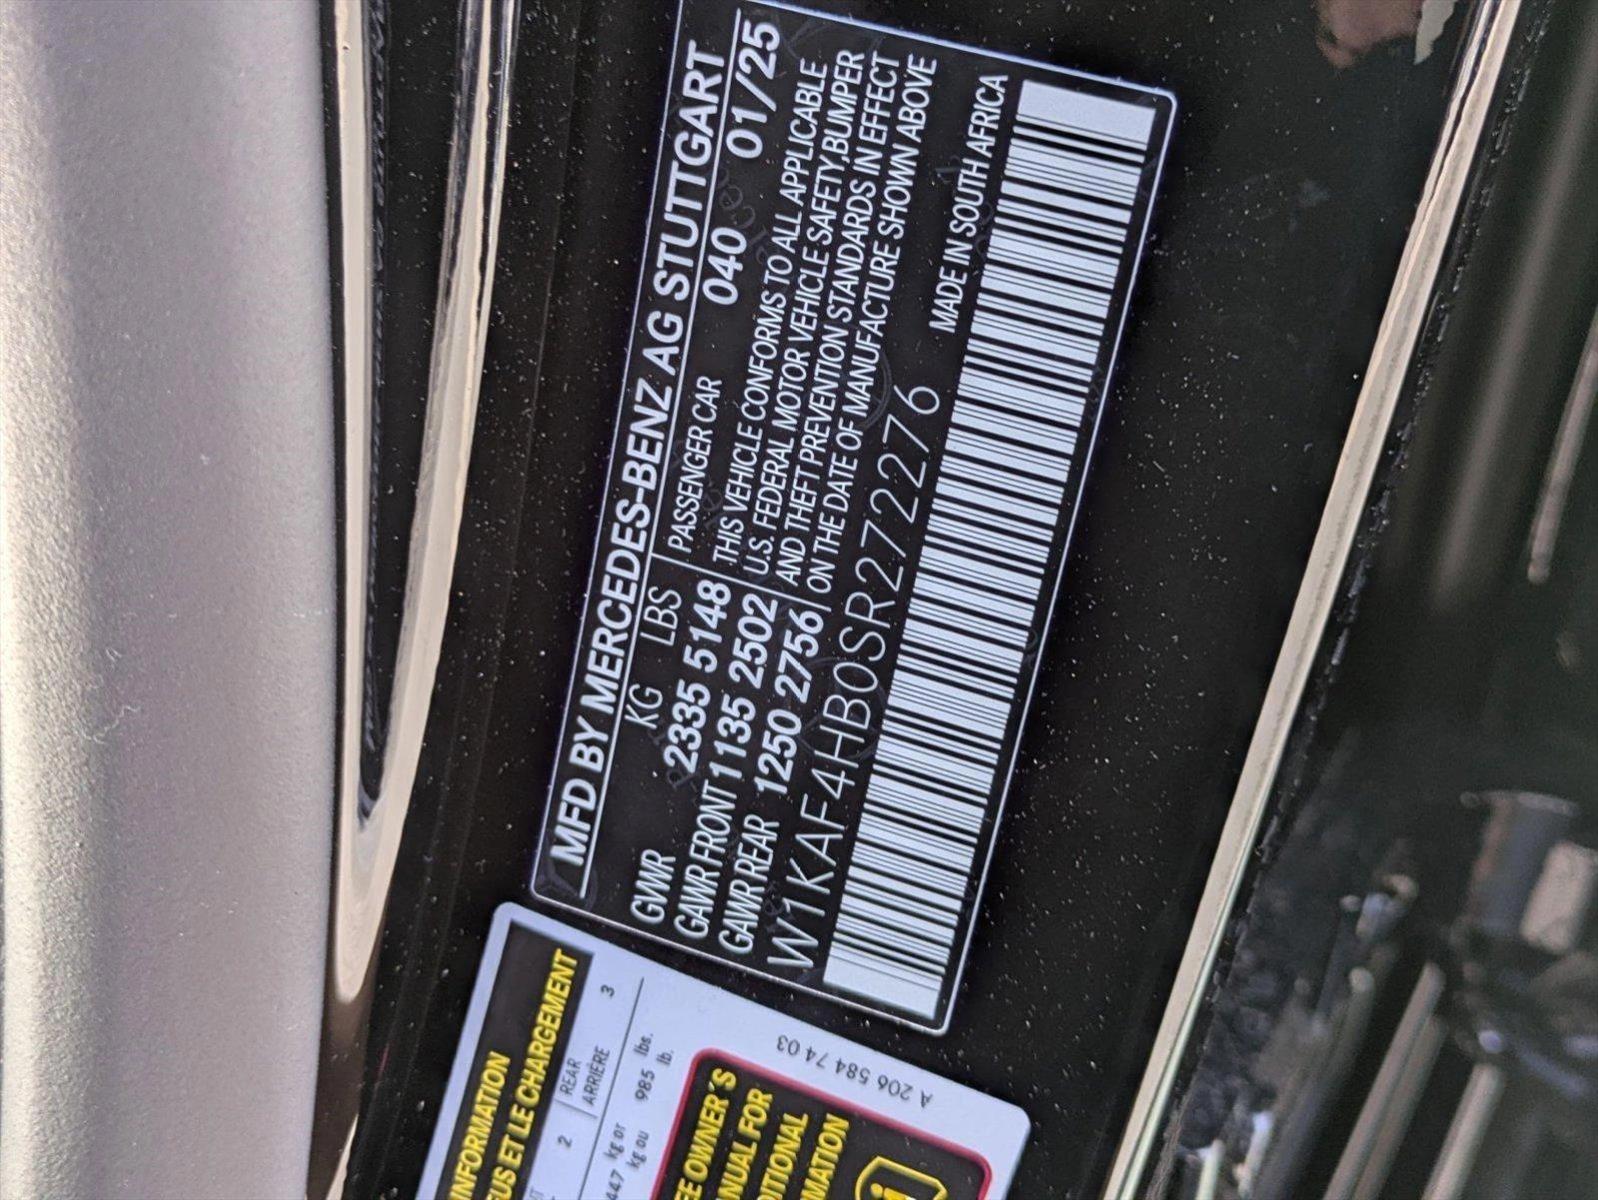 MFD BY MERCEDES-BENZ AG STUTTGART
KG LBS
PASSENGER CAR 040 01/25
GWR 2335 5148
GAWR FRONT 1135 2502
GAWR REAR 1250 2756
THIS VEHICLE CONFORMS TO ALL APPLICABLE
U.S. FEDERAL MOTOR VEHICLE SAFETY,BUMPER
AND THEFT PREVENTION STANDARDS IN EFFECT
ON THE DATE OF MANUFACTURE SHOWN ABOVE
W1KAF4HB0SR272276
MADE IN SOUTH AFRICA
INFORMATION
ET LE CHARGEMENT
2 REAR 3
ARRIÈRE
447 kg or 985 lbs.
kg ou lb.
OWNER'S
FOR
A 206 584 74 03